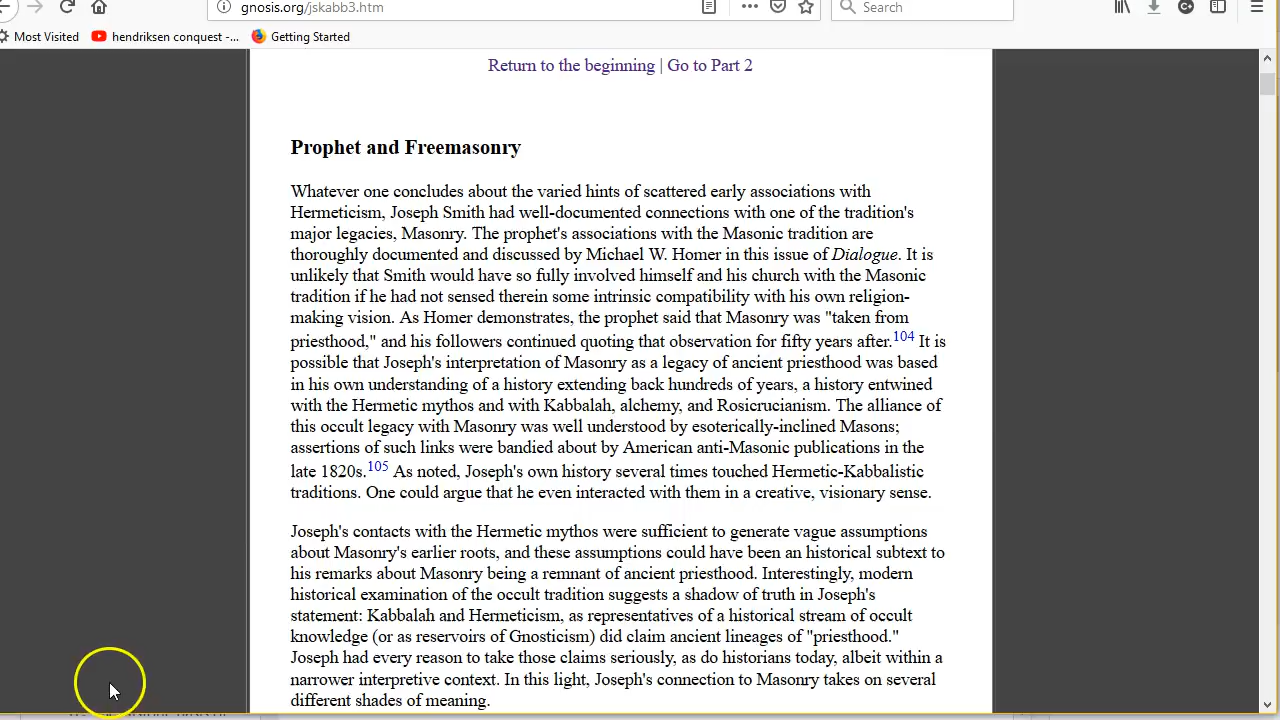 gnosis.org/jskabb3.htm
Search
Most Visited
hendriksen conquest -...
Getting Started
Return to the beginning | Go to Part 2
Prophet and Freemasonry
Whatever one concludes about the varied hints of scattered early associations with
Hermeticism, Joseph Smith had well-documented connections with one of the tradition's
major legacies, Masonry. The prophet's associations with the Masonic tradition are
thoroughly documented and discussed by Michael W. Homer in this issue of Dialogue. It is
unlikely that Smith would have so fully involved himself and his church with the Masonic
tradition if he had not sensed therein some intrinsic compatibility with his own religion-
making vision. As Homer demonstrates, the prophet said that Masonry was "taken from
priesthood," and his followers continued quoting that observation for fifty years after.104 It is
possible that Joseph's interpretation of Masonry as a legacy of ancient priesthood was based
in his own understanding of a history extending back hundreds of years, a history entwined
with the Hermetic mythos and with Kabbalah, alchemy, and Rosicrucianism. The alliance of
this occult legacy with Masonry was well understood by esoterically-inclined Masons;
assertions of such links were bandied about by American anti-Masonic publications in the
late 1820s.105 As noted, Joseph's own history several times touched Hermetic-Kabbalistic
traditions. One could argue that he even interacted with them in a creative, visionary sense.
Joseph's contacts with the Hermetic mythos were sufficient to generate vague assumptions
about Masonry's earlier roots, and these assumptions could have been an historical subtext to
his remarks about Masonry being a remnant of ancient priesthood. Interestingly, modern
historical examination of the occult tradition suggests a shadow of truth in Joseph's
statement: Kabbalah and Hermeticism, as representatives of a historical stream of occult
knowledge (or as reservoirs of Gnosticism) did claim ancient lineages of "priesthood."
Joseph had every reason to take those claims seriously, as do historians today, albeit within a
narrower interpretive context. In this light, Joseph's connection to Masonry takes on several
different shades of meaning.